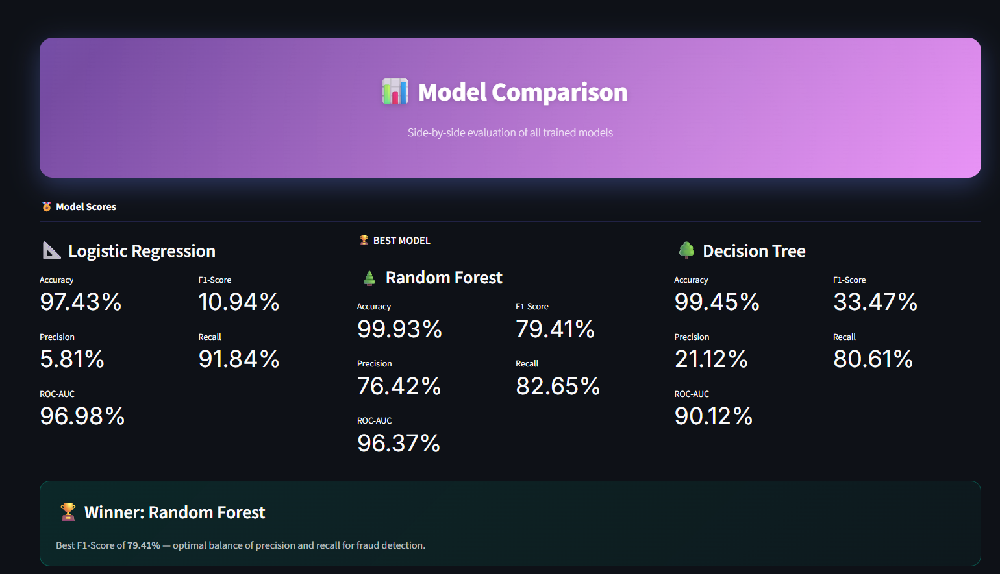 Model Comparison
Side-by-side evaluation of all trained models
Model Scores
Logistic Regression
Accuracy
97.43%
F1-Score
10.94%
Precision
5.81%
Recall
91.84%
ROC-AUC
96.98%
BEST MODEL
Random Forest
Accuracy
99.93%
F1-Score
79.41%
Precision
76.42%
Recall
82.65%
ROC-AUC
96.37%
Decision Tree
Accuracy
99.45%
F1-Score
33.47%
Precision
21.12%
Recall
80.61%
ROC-AUC
90.12%
Winner: Random Forest
Best F1-Score of 79.41% — optimal balance of precision and recall for fraud detection.